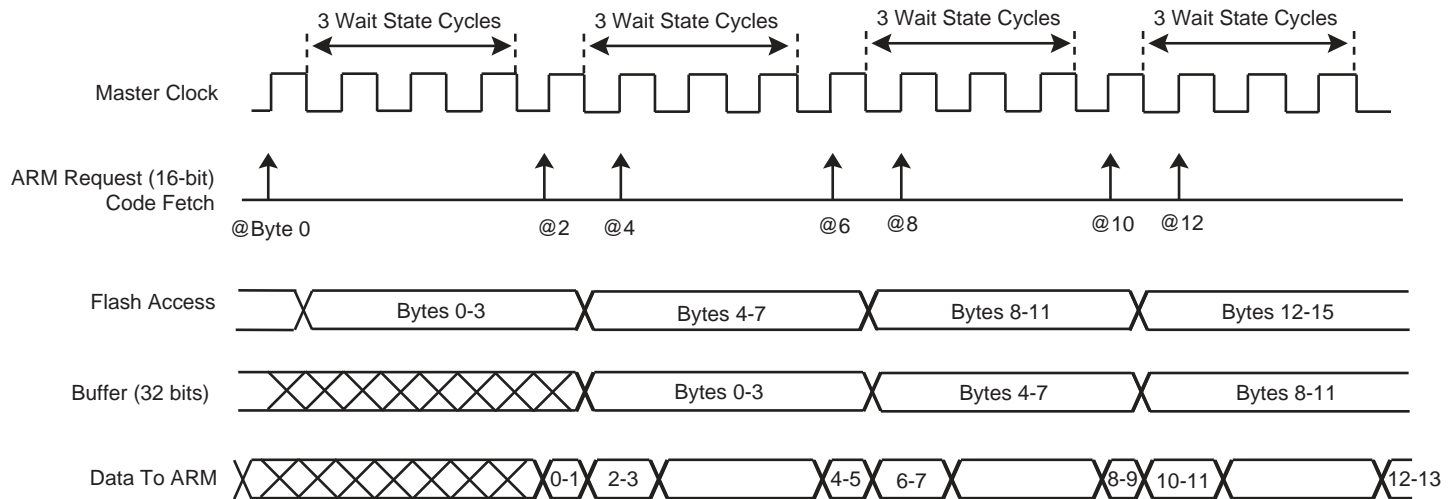 3 Wait State Cycles 3 Wait State Cycles 3 Wait State Cycles 3 Wait State Cycles
Master Clock
ARM Request (16-bit)
Code Fetch
@Byte 0 @2 @4 @6 @8 @10 @12
Flash Access Bytes 0-3 Bytes 4-7 Bytes 8-11 Bytes 12-15
Buffer (32 bits) Bytes 0-3 Bytes 4-7 Bytes 8-11
Data To ARM 0-1 2-3 4-5 6-7 8-9 10-11 12-13